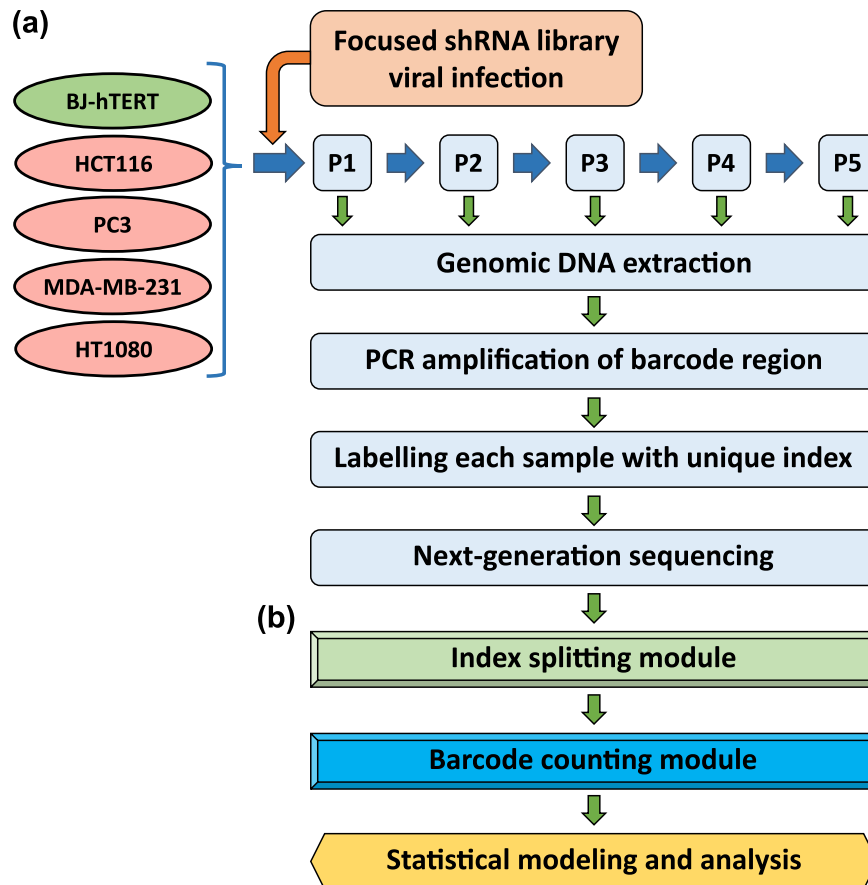 (a)
Focused shRNA library
viral infection
BJ-hTERT
HCT116
PC3
MDA-MB-231
HT1080
P1 P2 P3 P4 P5
Genomic DNA extraction
PCR amplification of barcode region
Labelling each sample with unique index
Next-generation sequencing
(b)
Index splitting module
Barcode counting module
Statistical modeling and analysis